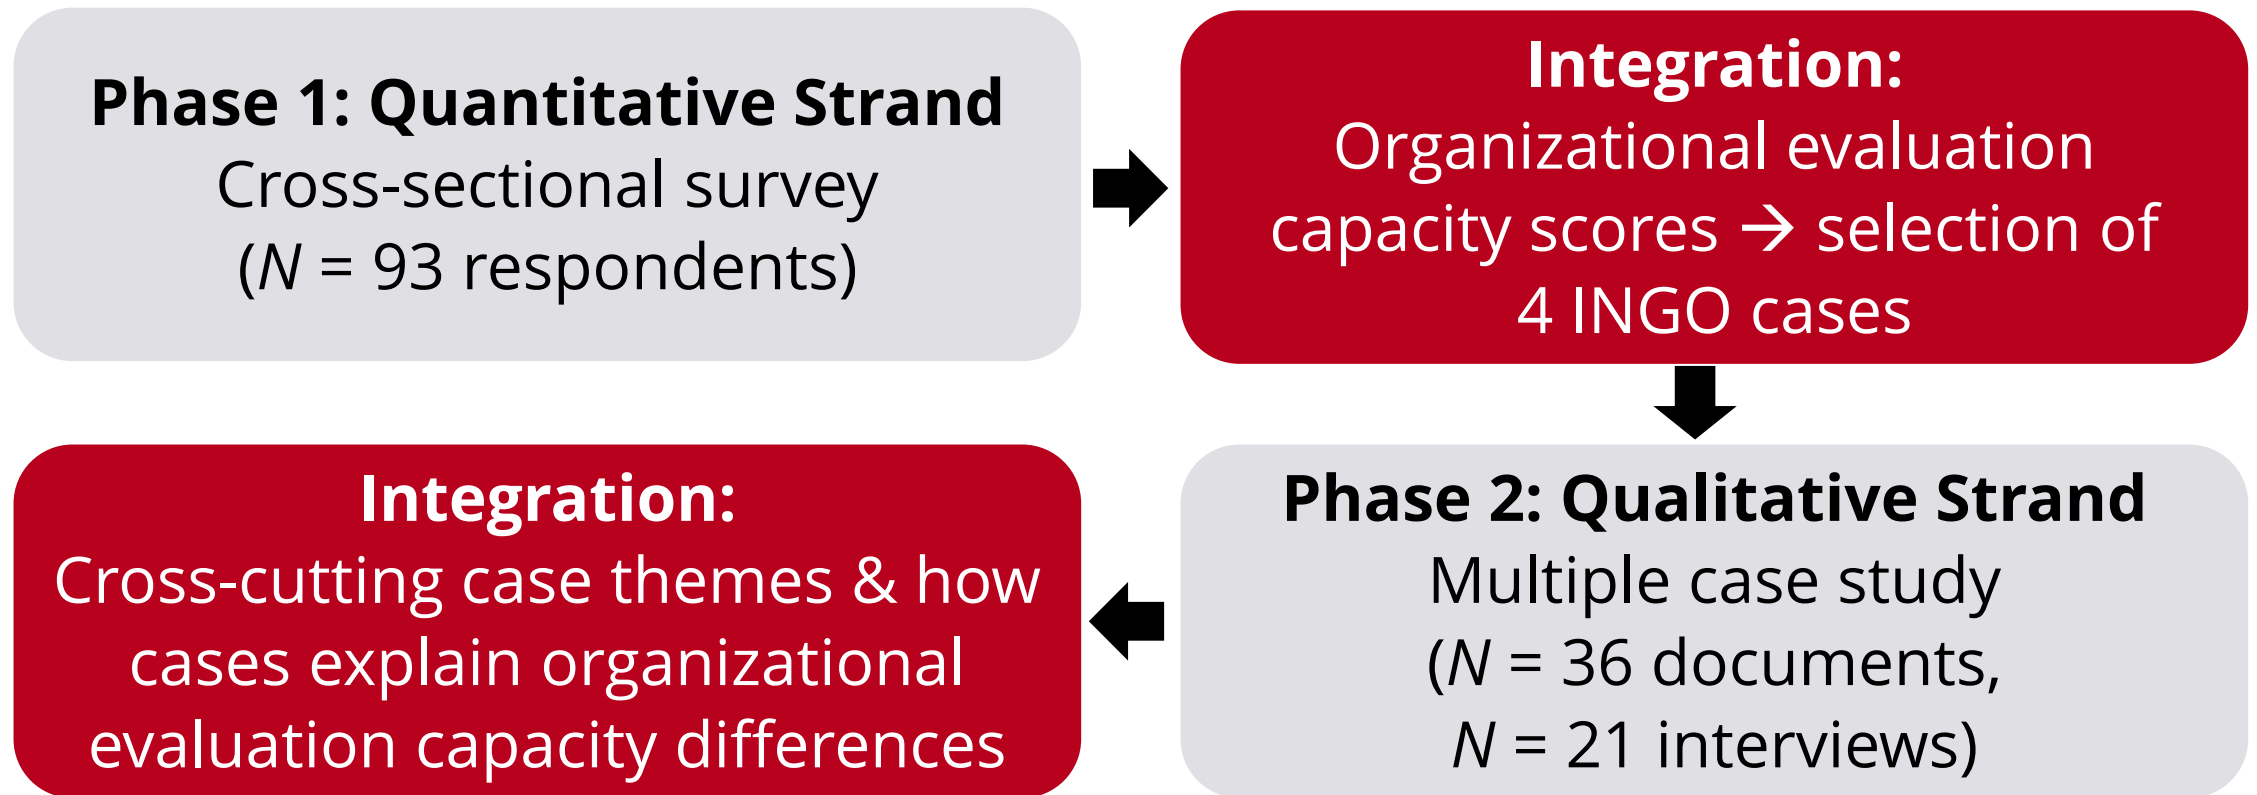 Phase 1: Quantitative Strand
Cross-sectional survey
(N = 93 respondents)
Integration:
Organizational evaluation
capacity scores → selection of
4 INGO cases
Phase 2: Qualitative Strand
Multiple case study
(N = 36 documents,
N = 21 interviews)
Integration:
Cross-cutting case themes & how
cases explain organizational
evaluation capacity differences